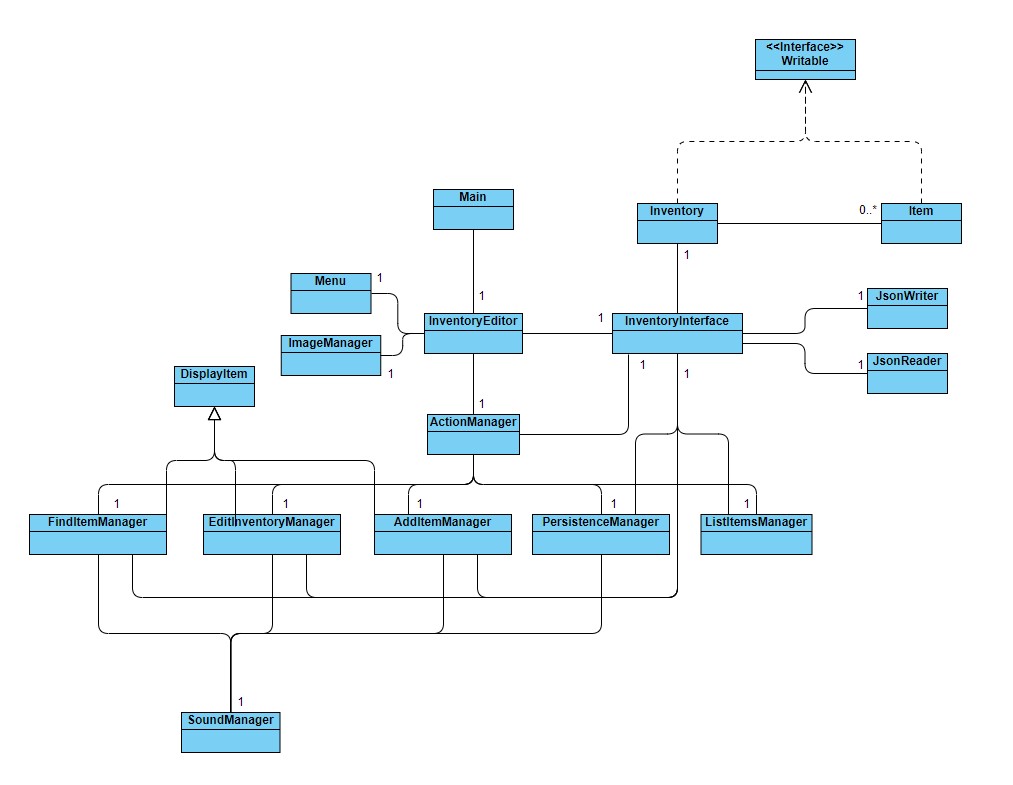 <<Interface>>
Writable
Main
Inventory
0..*
Item
1
Menu
1
1
JsonWriter
1
InventoryEditor
1
InventoryInterface
ImageManager
1
1
1
1
JsonReader
DisplayItem
1
ActionManager
1
1
1
1
1
FindItemManager
EditInventoryManager
AddItemManager
PersistenceManager
ListItemsManager
1
SoundManager